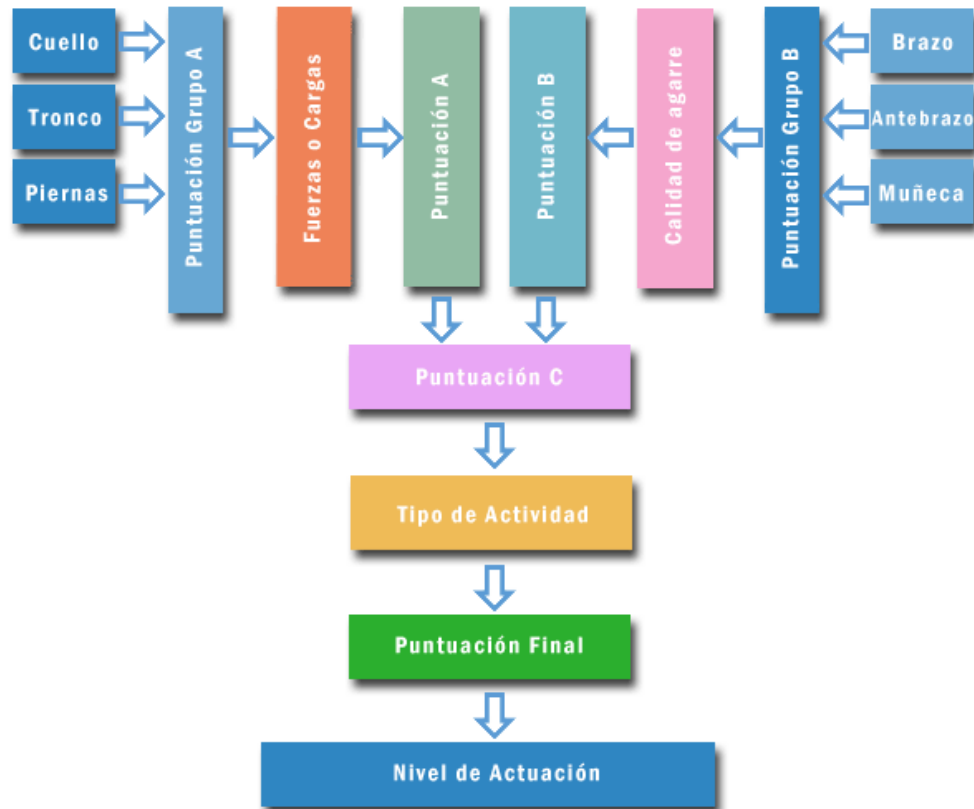 Cuello
Tronco
Piernas
Puntuación Grupo A
Fuerzas o Cargas
Puntuación A
Puntuación B
Calidad de agarre
Puntuación Grupo B
Brazo
Antebrazo
Muñeca
Puntuación C
Tipo de Actividad
Puntuación Final
Nivel de Actuación